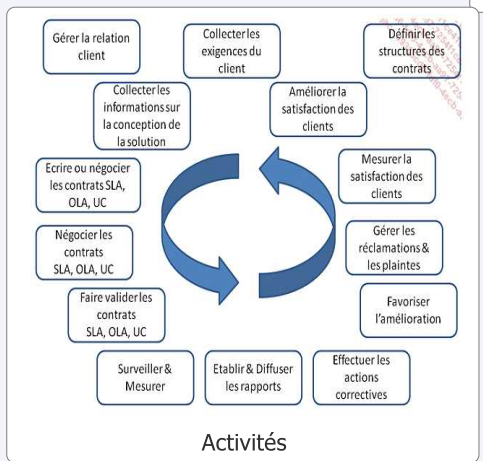 Gérer la relation
client
Collecter les
exigences du
client
Définir les
structures des
contrats
Collecter les
informations sur
la conception de
la solution
Améliorer la
satisfaction des
clients
Ecrire ou négocier
les contrats SLA,
OLA, UC
Mesurer la
satisfaction des
clients
Négocier les
contrats
SLA, OLA, UC
Gérer les
réclamations &
les plaintes
Faire valider les
contrats
SLA, OLA, UC
Favoriser
l'amélioration
Surveiller &
Mesurer
Etablir & Diffuser
les rapports
Effectuer les
actions
correctives
Activités